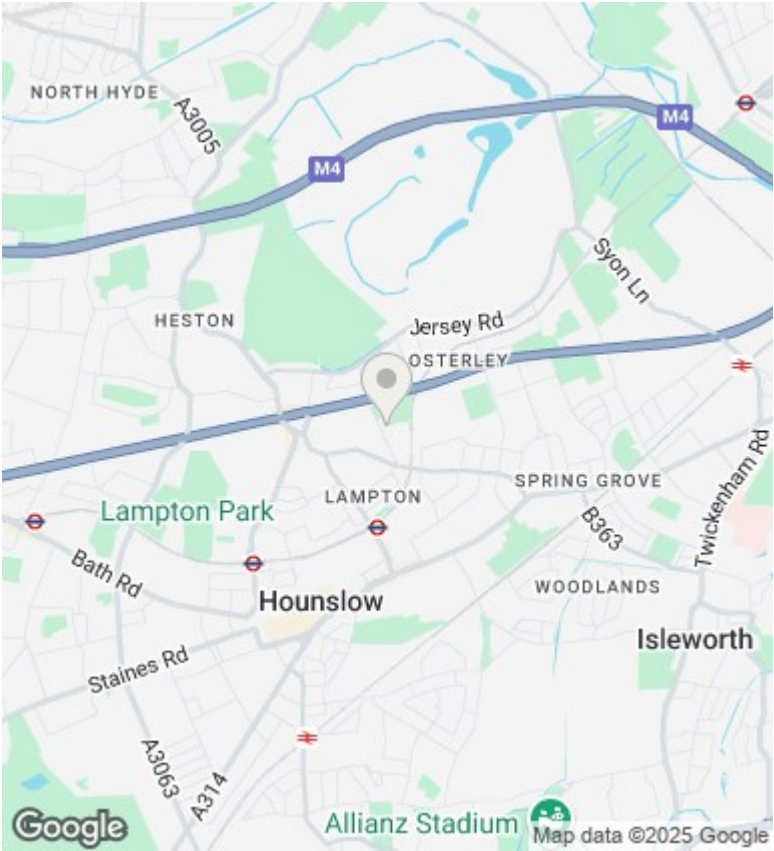 NORTH HYDE
A3005
M4
M4
Syon Ln
HESTON
Jersey Rd
OSTERLEY
Twickenham Rd
SPRING GROVE
LAMPTON
Lampton Park
B363
Bath Rd
WOODLANDS
Hounslow
Isleworth
Staines Rd
A3063
A314
Allianz Stadium
Google
Map data ©2025 Google